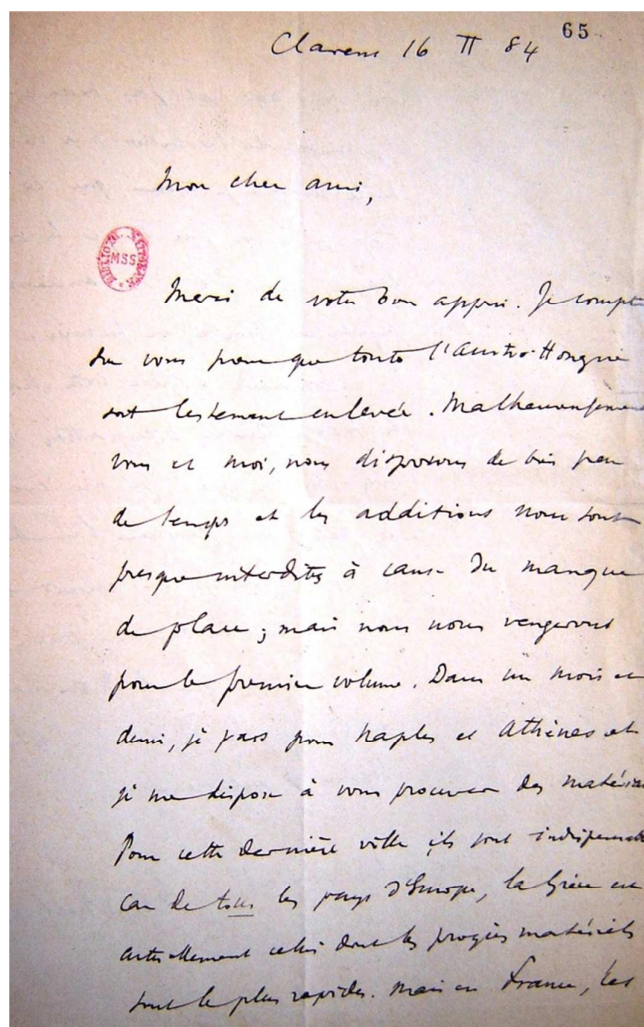 65
Clarens 16 II 84
Mon cher ami,
MSS
Merci de votre bon appui. Je compte
sur vous pour que toute l'Austro-Hongrie
soit lestement enlevée. Malheureusement
vous et moi, nous disposons de bien peu
de temps et les additions nous sont
presque interdites à cause du manque
de place ; mais nous nous vengerons
pour le premier volume. Dans un mois et
demi, je pars pour Naples et Athènes et
je me dispose à vous procurer des matériaux
Pour cette dernière ville ils sont indispensables
car de tous les pays d'Europe, la Grèce est
actuellement celui dont les progrès matériels
sont le plus rapides. Mais en France, les